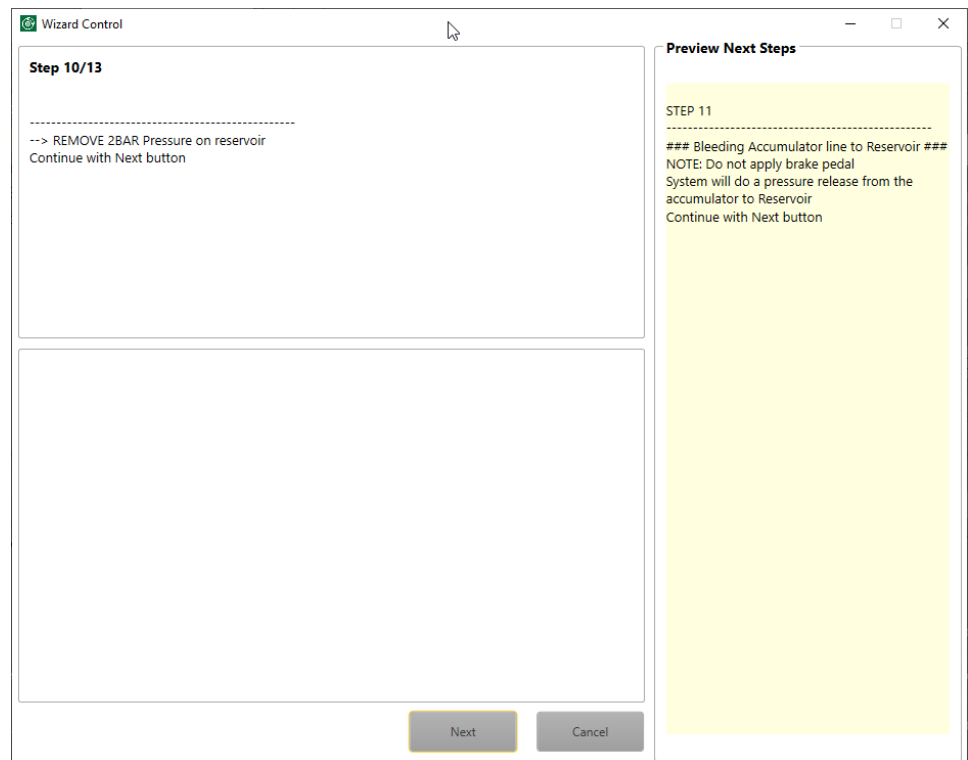 Wizard Control
Step 10/13
--------------------------------------------------
--> REMOVE 2BAR Pressure on reservoir
Continue with Next button
Next
Cancel
Preview Next Steps
STEP 11
--------------------------------------------------
### Bleeding Accumulator line to Reservoir ###
NOTE: Do not apply brake pedal
System will do a pressure release from the
accumulator to Reservoir
Continue with Next button